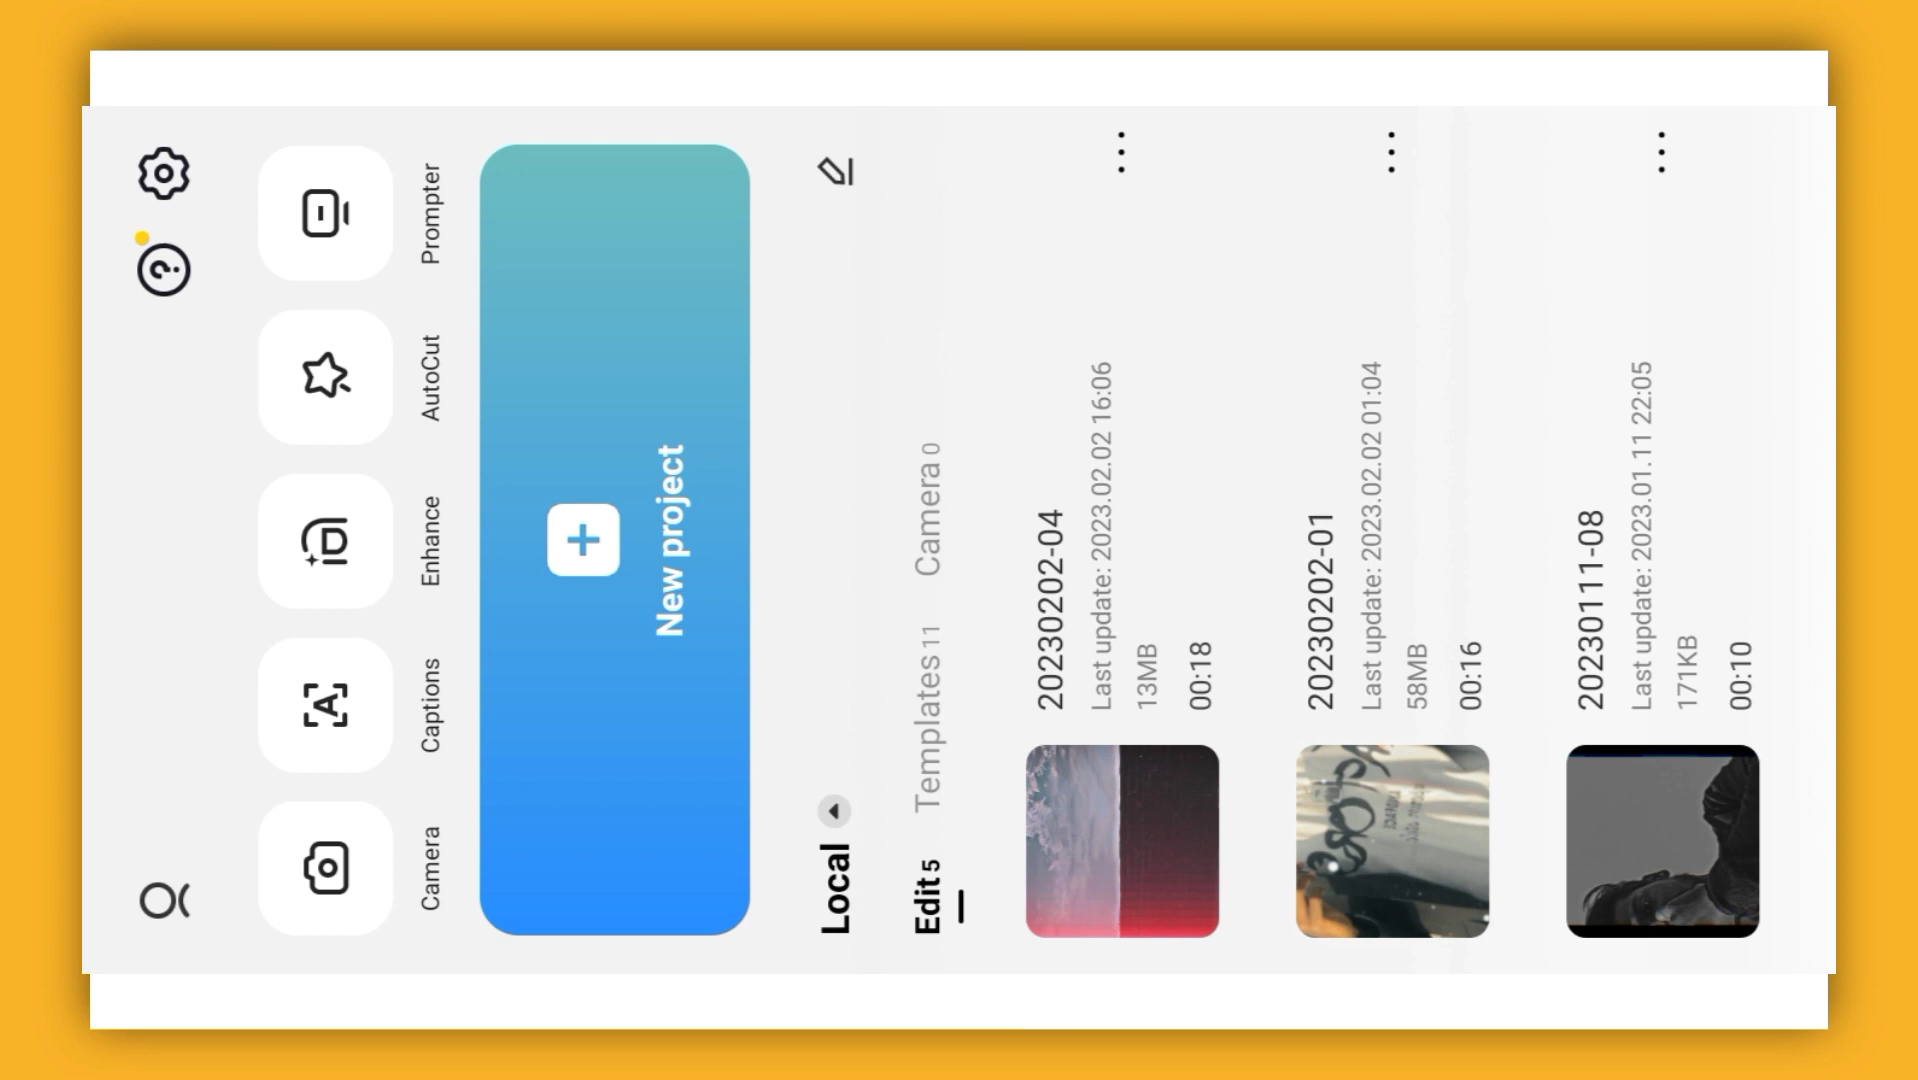 Camera
Captions
Enhance
AutoCut
Prompter
New project
Local
Edit 5 Templates 11 Camera 0
20230202-04
Last update: 2023.02.02 16:06
13MB
00:18
20230202-01
Last update: 2023.02.02 01:04
58MB
00:16
20230111-08
Last update: 2023.01.11 22:05
171KB
00:10